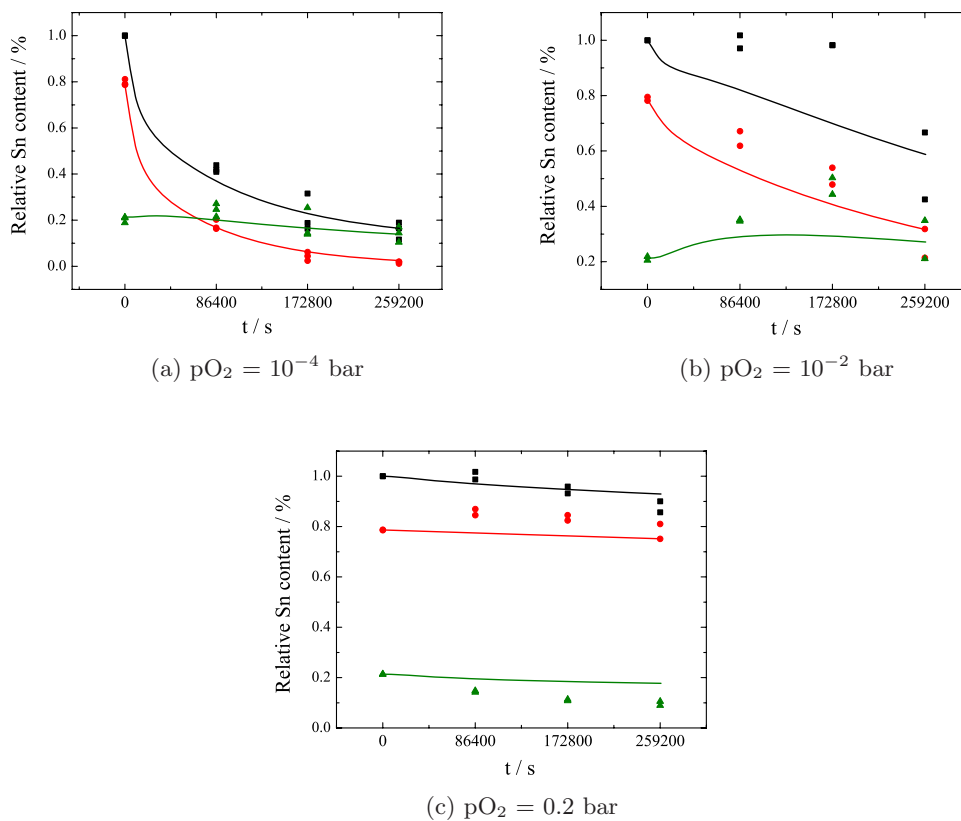 Relative Sn content / %
1.0
0.8
0.6
0.4
0.2
0.0
0 86400 172800 259200
t / s
(a) pO₂ = 10⁻⁴ bar
Relative Sn content / %
1.0
0.8
0.6
0.4
0.2
0 86400 172800 259200
t / s
(b) pO₂ = 10⁻² bar
Relative Sn content / %
1.0
0.8
0.6
0.4
0.2
0.0
0 86400 172800 259200
t / s
(c) pO₂ = 0.2 bar